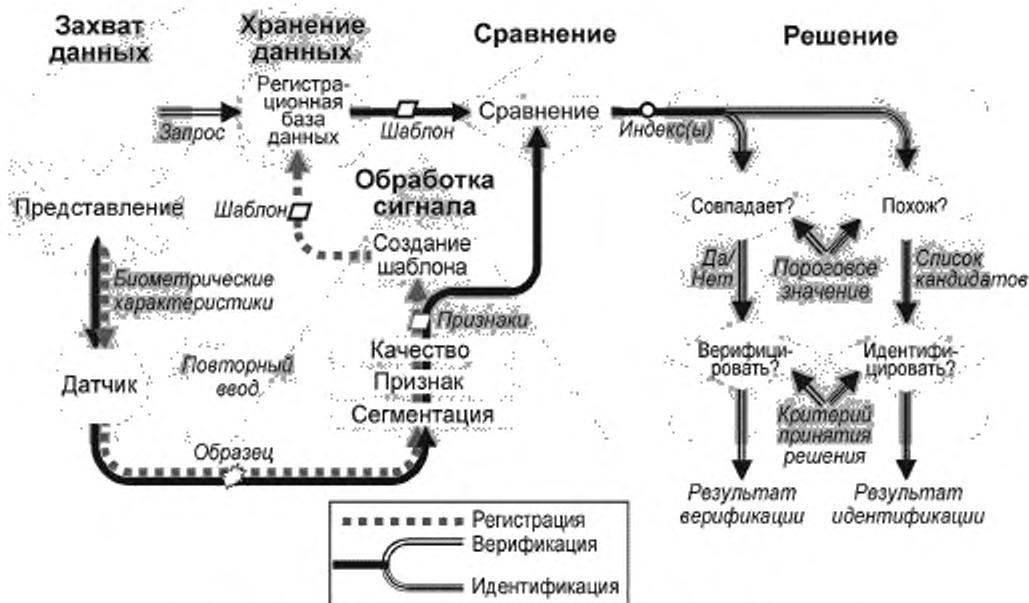 Захват
данных
Хранение
данных
Сравнение
Решение
Регистра-
ционная
база
данных
Запрос
Шаблон
Сравнение
Индекс(ы)
Представление
Шаблон
Обработка
сигнала
Создание
шаблона
Совпадает?
Похож?
Биометрические
характеристики
Да/
Нет
Пороговое
значение
Список
кандидатов
Признаки
Датчик
Повторный
ввод
Качество
Признак
Сегментация
Верифици-
ровать?
Идентифи-
цировать?
Критерий
принятия
решения
Образец
Результат
верификации
Результат
идентификации
Регистрация
Верификация
Идентификация